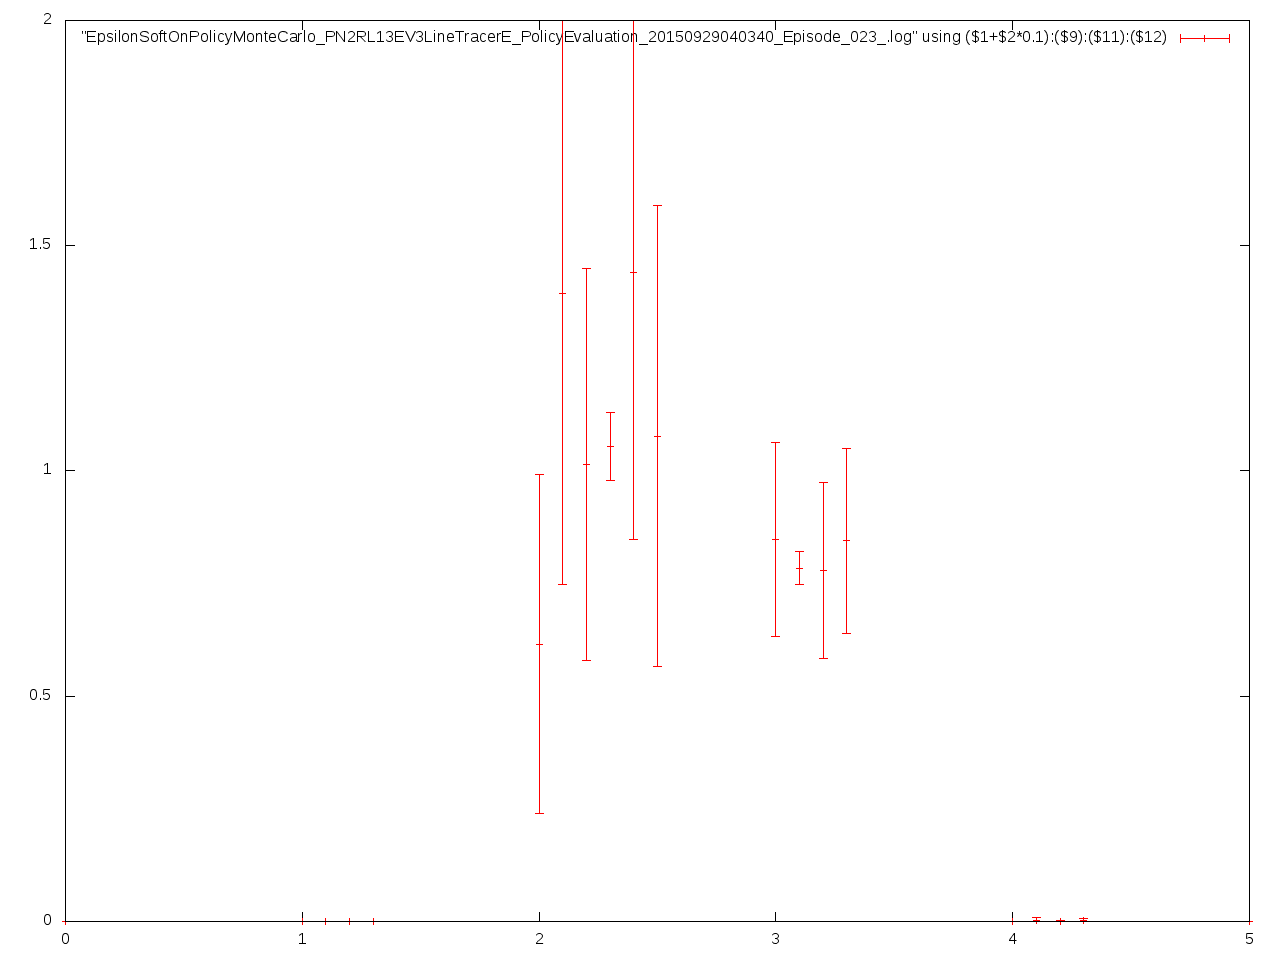 2
"EpsilonSoftOnPolicyMonteCarlo_PN2RL13EV3LineTracerE_PolicyEvaluation_20150929040340_Episode_023_.log" using ($1+$2*0.1):($9):($11):($12)
1.5
1
0.5
0
0 1 2 3 4 5